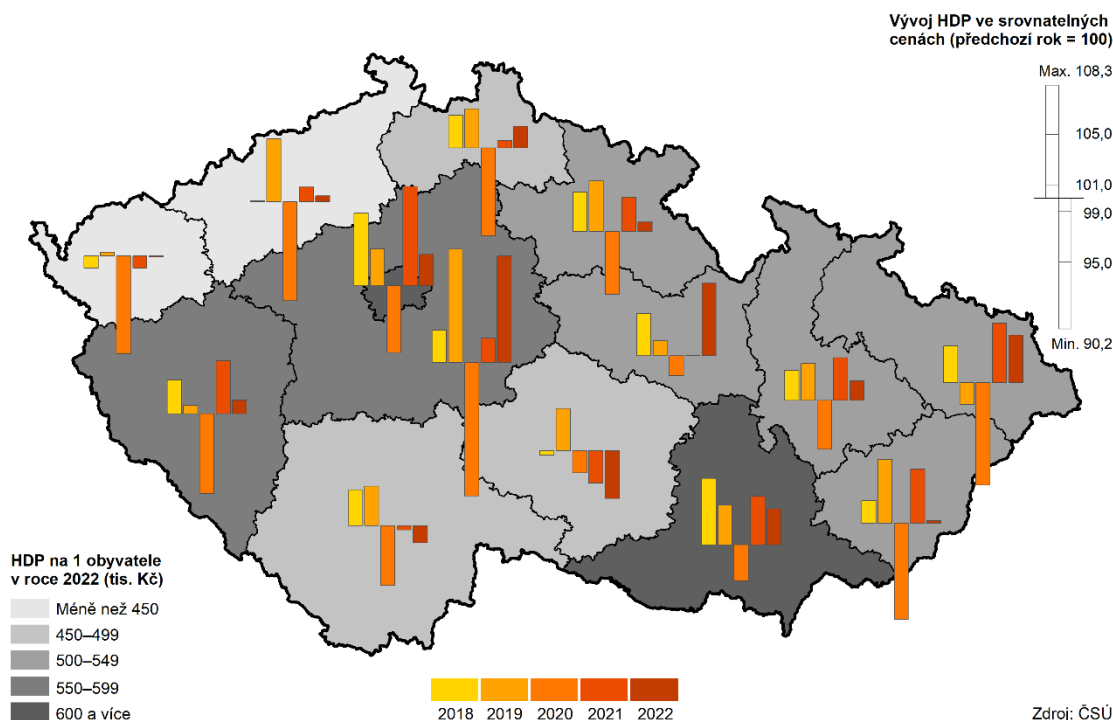 Vývoj HDP ve srovnatelných
cenách (předchozí rok = 100)
Max. 108,3
105,0
101,0
99,0
95,0
Min. 90,2
HDP na 1 obyvatele
v roce 2022 (tis. Kč)
Méně než 450
450–499
500–549
550–599
600 a více
2018 2019 2020 2021 2022
Zdroj: ČSÚ